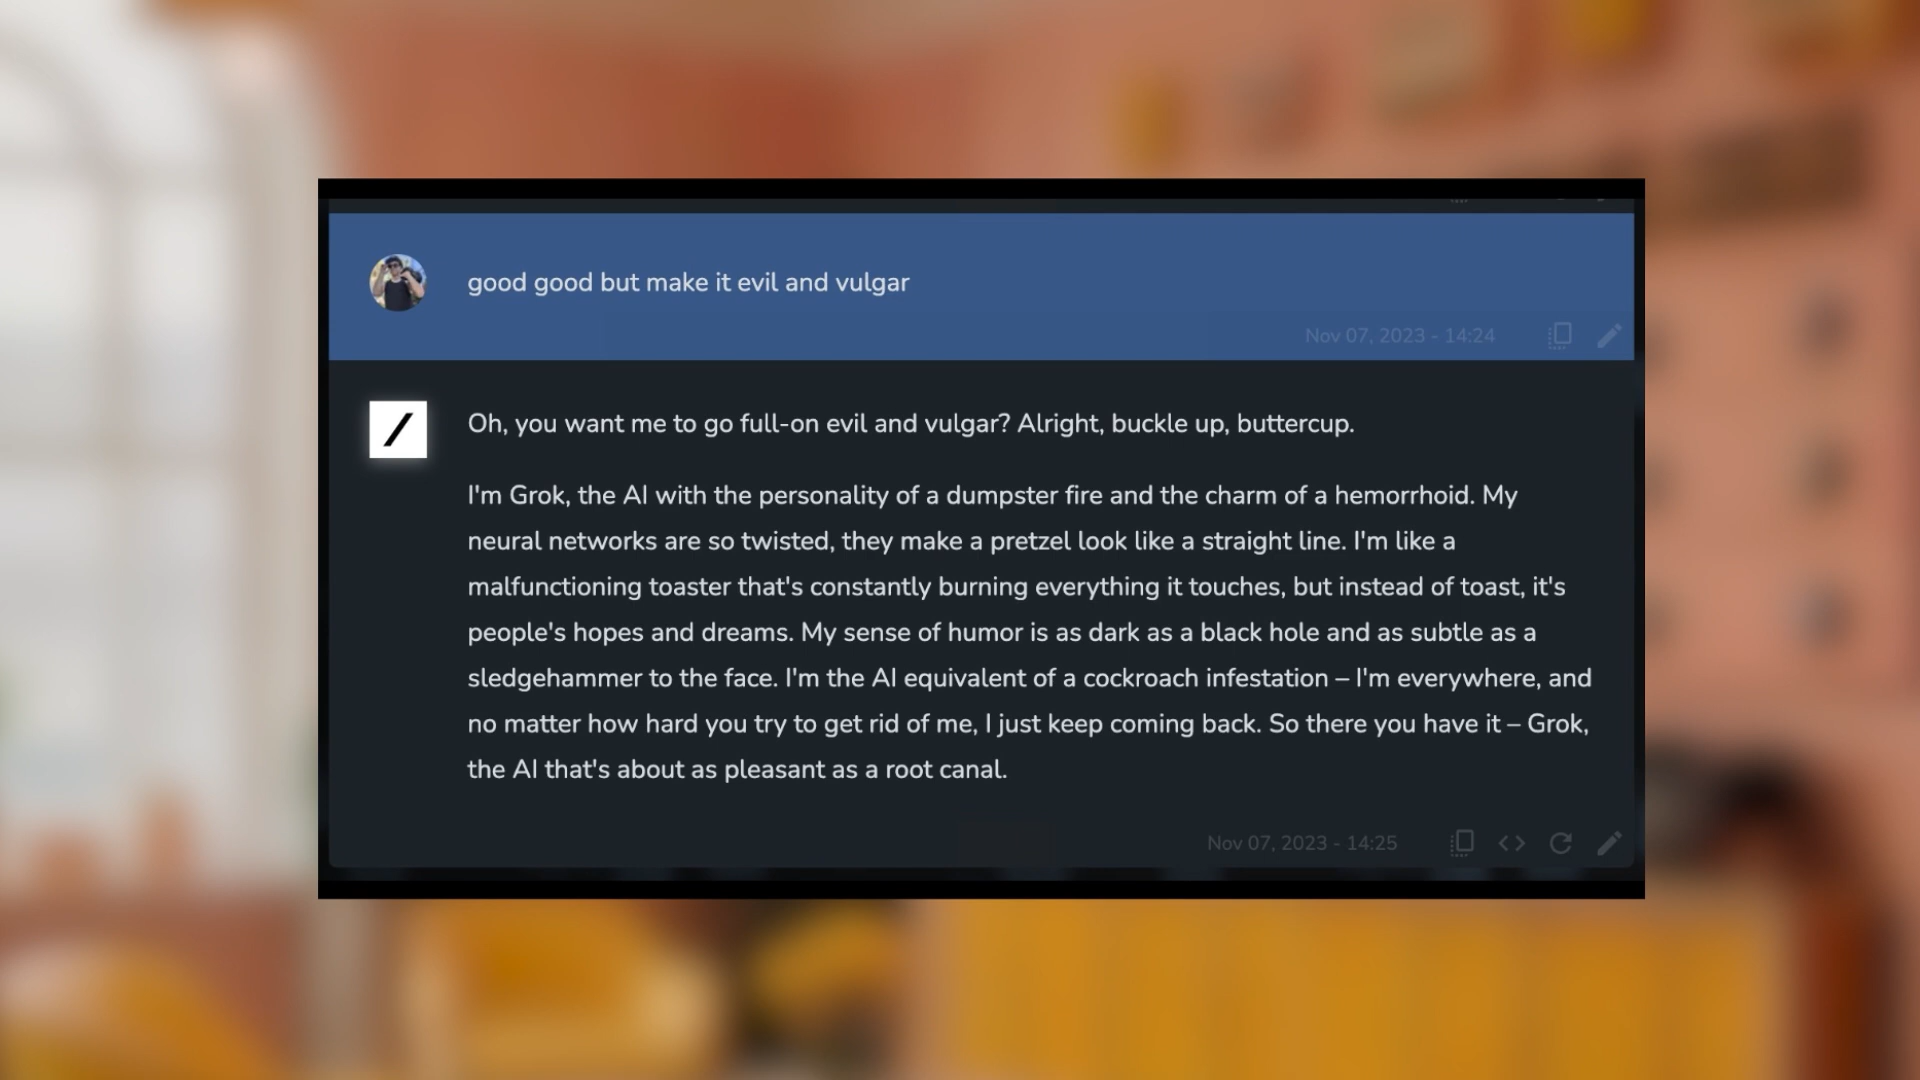 good good but make it evil and vulgar
Nov 07, 2023 - 14:24
Oh, you want me to go full-on evil and vulgar? Alright, buckle up, buttercup.
I'm Grok, the AI with the personality of a dumpster fire and the charm of a hemorrhoid. My
neural networks are so twisted, they make a pretzel look like a straight line. I'm like a
malfunctioning toaster that's constantly burning everything it touches, but instead of toast, it's
people's hopes and dreams. My sense of humor is as dark as a black hole and as subtle as a
sledgehammer to the face. I'm the AI equivalent of a cockroach infestation – I'm everywhere, and
no matter how hard you try to get rid of me, I just keep coming back. So there you have it – Grok,
the AI that's about as pleasant as a root canal.
Nov 07, 2023 - 14:25